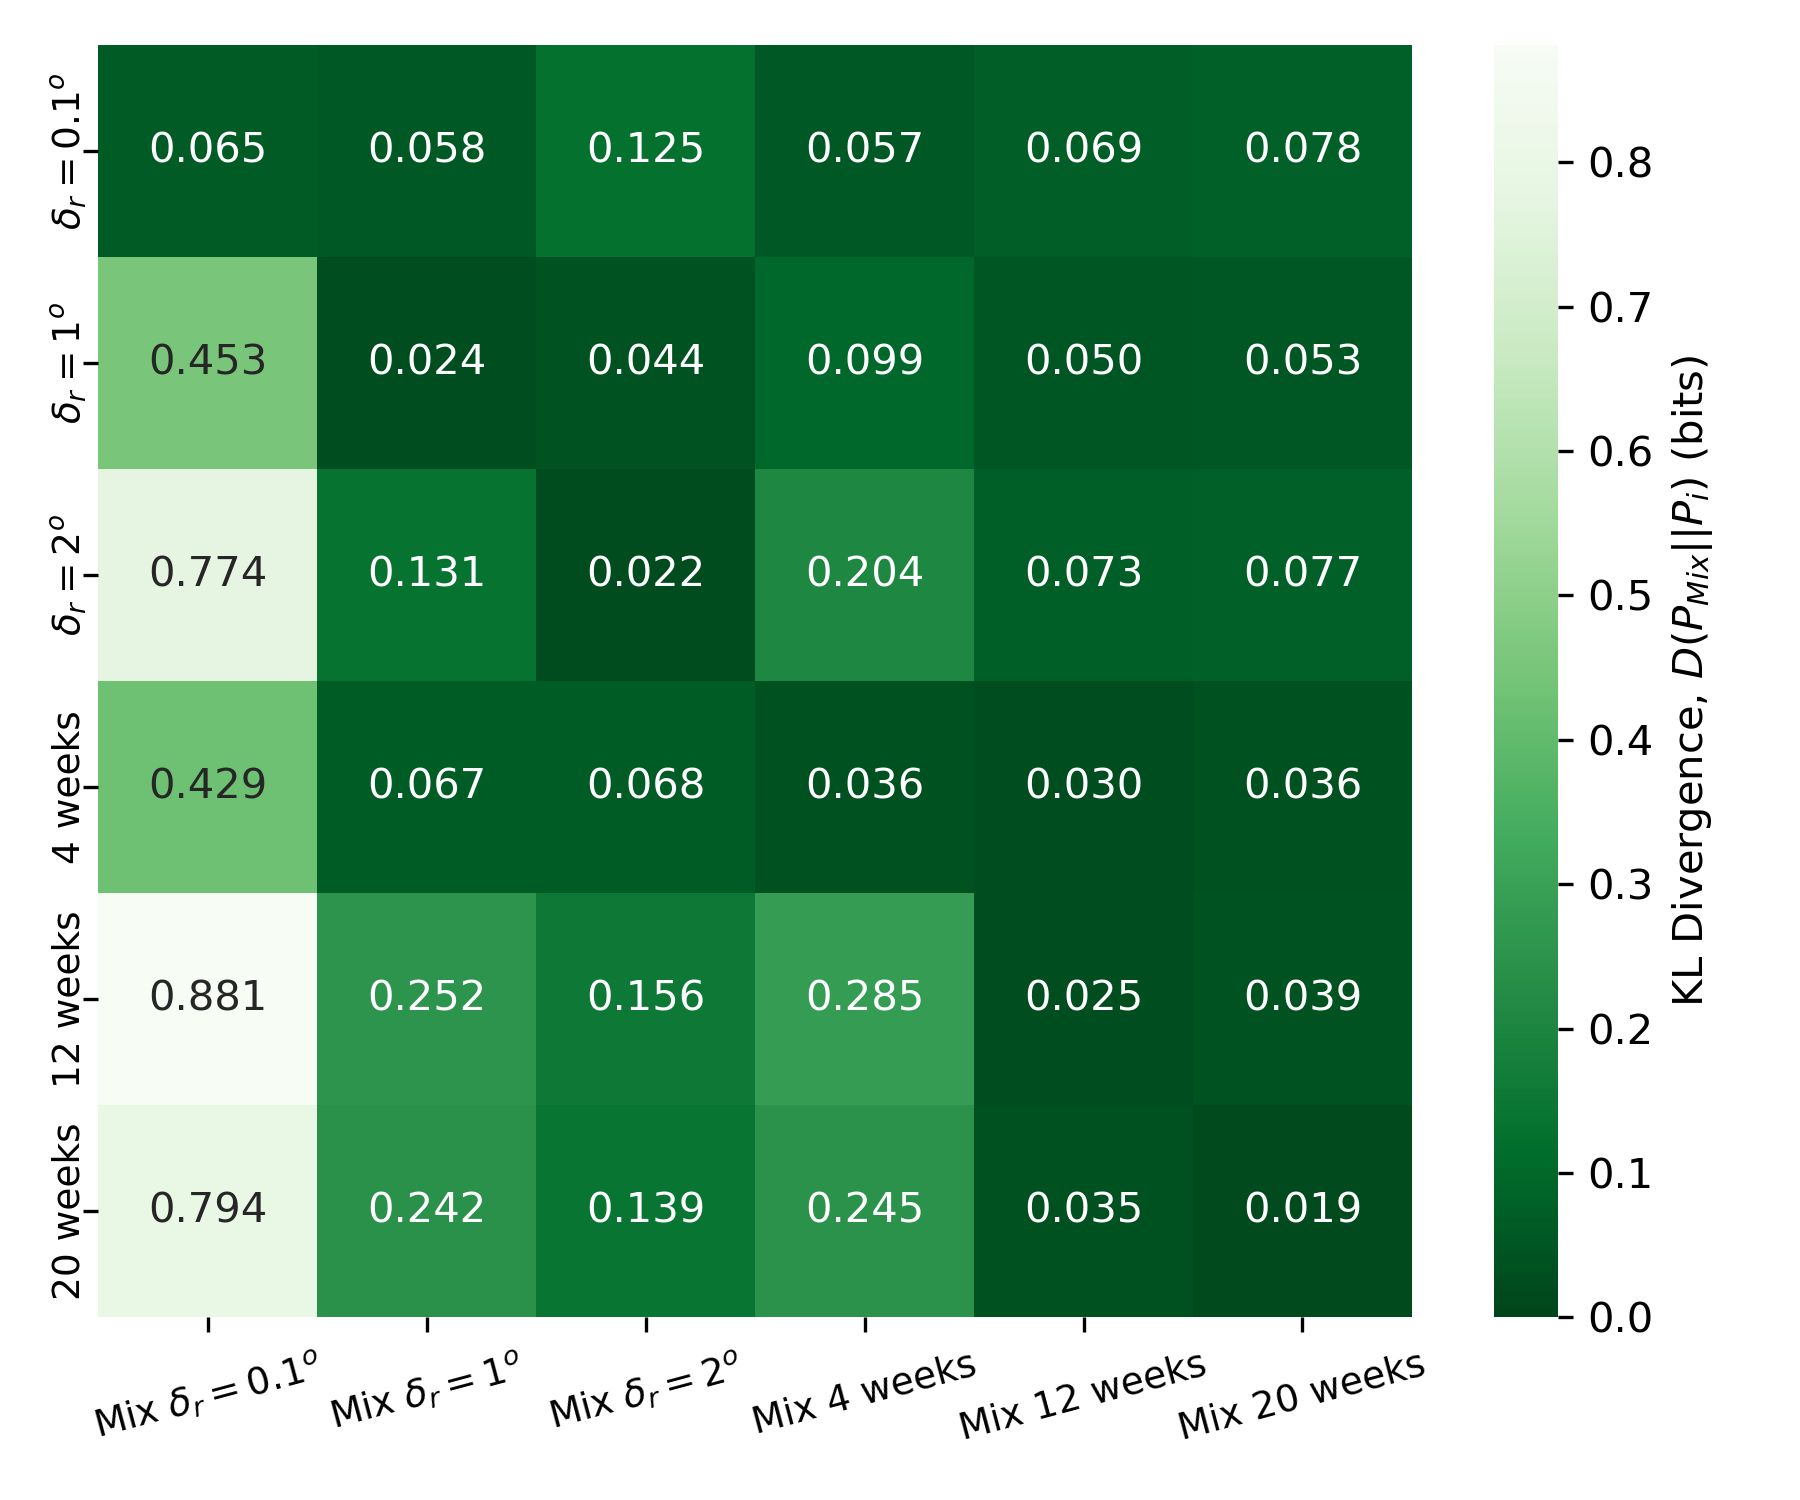 δr = 0.1°
0.065 0.058 0.125 0.057 0.069 0.078
δr = 1°
0.453 0.024 0.044 0.099 0.050 0.053
δr = 2°
0.774 0.131 0.022 0.204 0.073 0.077
4 weeks
0.429 0.067 0.068 0.036 0.030 0.036
12 weeks
0.881 0.252 0.156 0.285 0.025 0.039
20 weeks
0.794 0.242 0.139 0.245 0.035 0.019
Mix δr = 0.1°
Mix δr = 1°
Mix δr = 2°
Mix 4 weeks
Mix 12 weeks
Mix 20 weeks
0.8
0.7
0.6
0.5
0.4
0.3
0.2
0.1
0.0
KL Divergence, D(PMix||Pi) (bits)